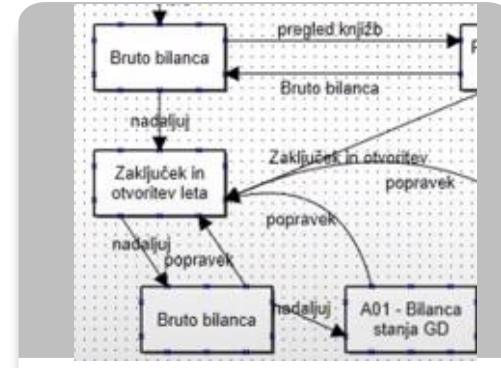 pregled knjižb
Bruto bilanca
Bruto bilanca
nadaljuj
Zaključek in otvoritev
Zaključek in
otvoritev leta
popravek
popravek
nadaljuj
popravek
nadaljuj
Bruto bilanca
A01 - Bilanca
stanja GD